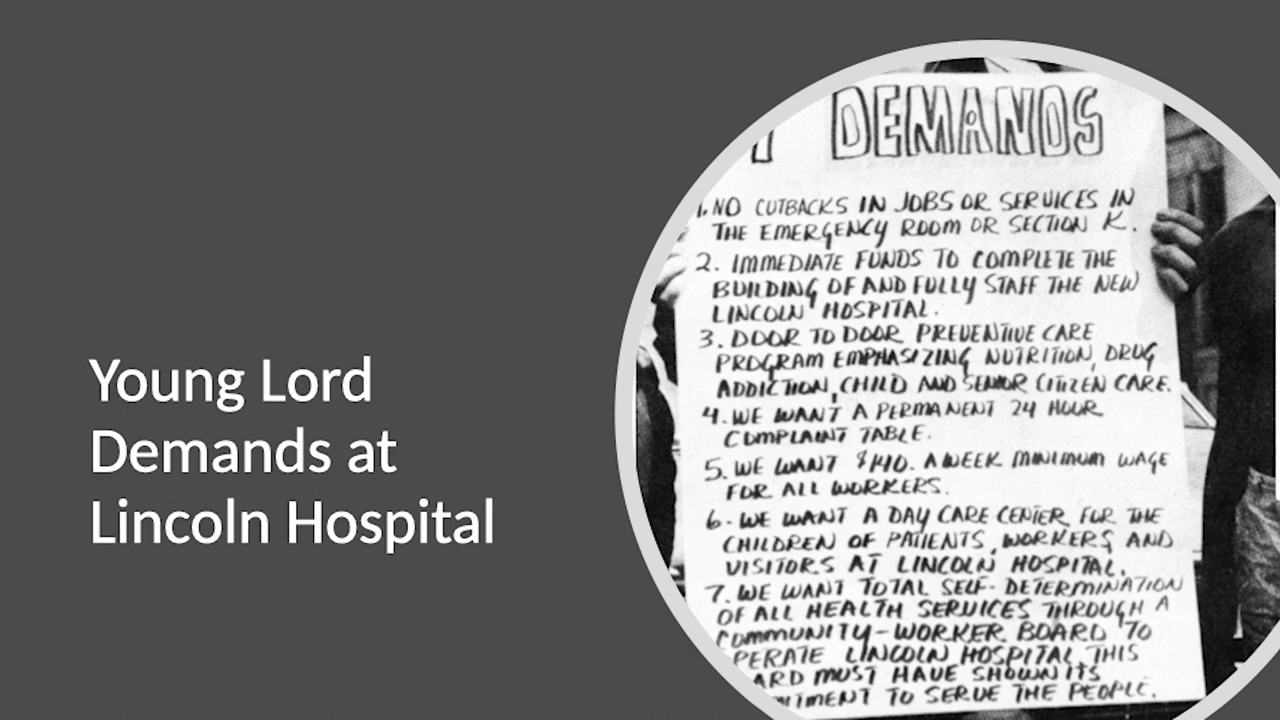 Young Lord
Demands at
Lincoln Hospital
DEMANDS
1. NO CUTBACKS IN JOBS OR SERVICES IN
THE EMERGENCY ROOM OR SECTION K.
2. IMMEDIATE FUNDS TO COMPLETE THE
BUILDING OF AND FULLY STAFF THE NEW
LINCOLN HOSPITAL.
3. DOOR TO DOOR PREVENTIVE CARE
PROGRAM EMPHASIZING NUTRITION, DRUG
ADDICTION, CHILD AND SENIOR CITIZEN CARE.
4. WE WANT A PERMANENT 24 HOUR
COMPLAINT TABLE.
5. WE WANT $140. A WEEK MINIMUM WAGE
FOR ALL WORKERS.
6. WE WANT A DAY CARE CENTER FOR THE
CHILDREN OF PATIENTS, WORKERS AND
VISITORS AT LINCOLN HOSPITAL.
7. WE WANT TOTAL SELF-DETERMINATION
OF ALL HEALTH SERVICES THROUGH A
COMMUNITY-WORKER BOARD TO
PERATE LINCOLN HOSPITAL. THIS
ARD MUST HAVE SHOWN ITS
TMENT TO SERVE THE PEOPLE.